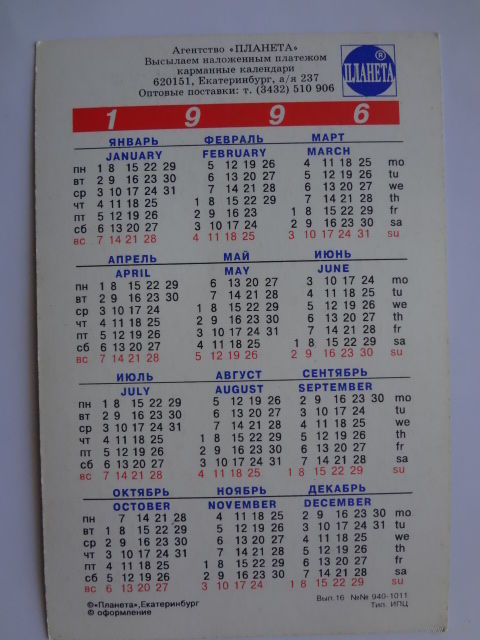 Агентство «ПЛАНЕТА»
Высылаем наложенным платежом
карманные календари
620151, Екатеринбург, а/я 237
Оптовые поставки: т. (3432) 510 906
ПЛАНЕТА ®
1 9 9 6
ЯНВАРЬ ФЕВРАЛЬ МАРТ
JANUARY FEBRUARY MARCH
пн 1 8 15 22 29 5 12 19 26 4 11 18 25 mo
вт 2 9 16 23 30 6 13 20 27 5 12 19 26 tu
ср 3 10 17 24 31 7 14 21 28 6 13 20 27 we
чт 4 11 18 25 1 8 15 22 29 7 14 21 28 th
пт 5 12 19 26 2 9 16 23 1 8 15 22 29 fr
сб 6 13 20 27 3 10 17 24 2 9 16 23 30 sa
вс 7 14 21 28 4 11 18 25 3 10 17 24 31 su
АПРЕЛЬ МАЙ ИЮНЬ
APRIL MAY JUNE
пн 1 8 15 22 29 6 13 20 27 3 10 17 24 mo
вт 2 9 16 23 30 7 14 21 28 4 11 18 25 tu
ср 3 10 17 24 1 8 15 22 29 5 12 19 26 we
чт 4 11 18 25 2 9 16 23 30 6 13 20 27 th
пт 5 12 19 26 3 10 17 24 31 7 14 21 28 fr
сб 6 13 20 27 4 11 18 25 1 8 15 22 29 sa
вс 7 14 21 28 5 12 19 26 2 9 16 23 30 su
ИЮЛЬ АВГУСТ СЕНТЯБРЬ
JULY AUGUST SEPTEMBER
пн 1 8 15 22 29 5 12 19 26 2 9 16 23 30 mo
вт 2 9 16 23 30 6 13 20 27 3 10 17 24 tu
ср 3 10 17 24 31 7 14 21 28 4 11 18 25 we
чт 4 11 18 25 1 8 15 22 29 5 12 19 26 th
пт 5 12 19 26 2 9 16 23 30 6 13 20 27 fr
сб 6 13 20 27 3 10 17 24 31 7 14 21 28 sa
вс 7 14 21 28 4 11 18 25 1 8 15 22 29 su
ОКТЯБРЬ НОЯБРЬ ДЕКАБРЬ
OCTOBER NOVEMBER DECEMBER
пн 7 14 21 28 4 11 18 25 2 9 16 23 30 mo
вт 1 8 15 22 29 5 12 19 26 3 10 17 24 31 tu
ср 2 9 16 23 30 6 13 20 27 4 11 18 25 we
чт 3 10 17 24 31 7 14 21 28 5 12 19 26 th
пт 4 11 18 25 1 8 15 22 29 6 13 20 27 fr
сб 5 12 19 26 2 9 16 23 30 7 14 21 28 sa
вс 6 13 20 27 3 10 17 24 1 8 15 22 29 su
©«Планета»,Екатеринбург Вып.16 №№ 940-1011
© оформление Тип. ИПЦ